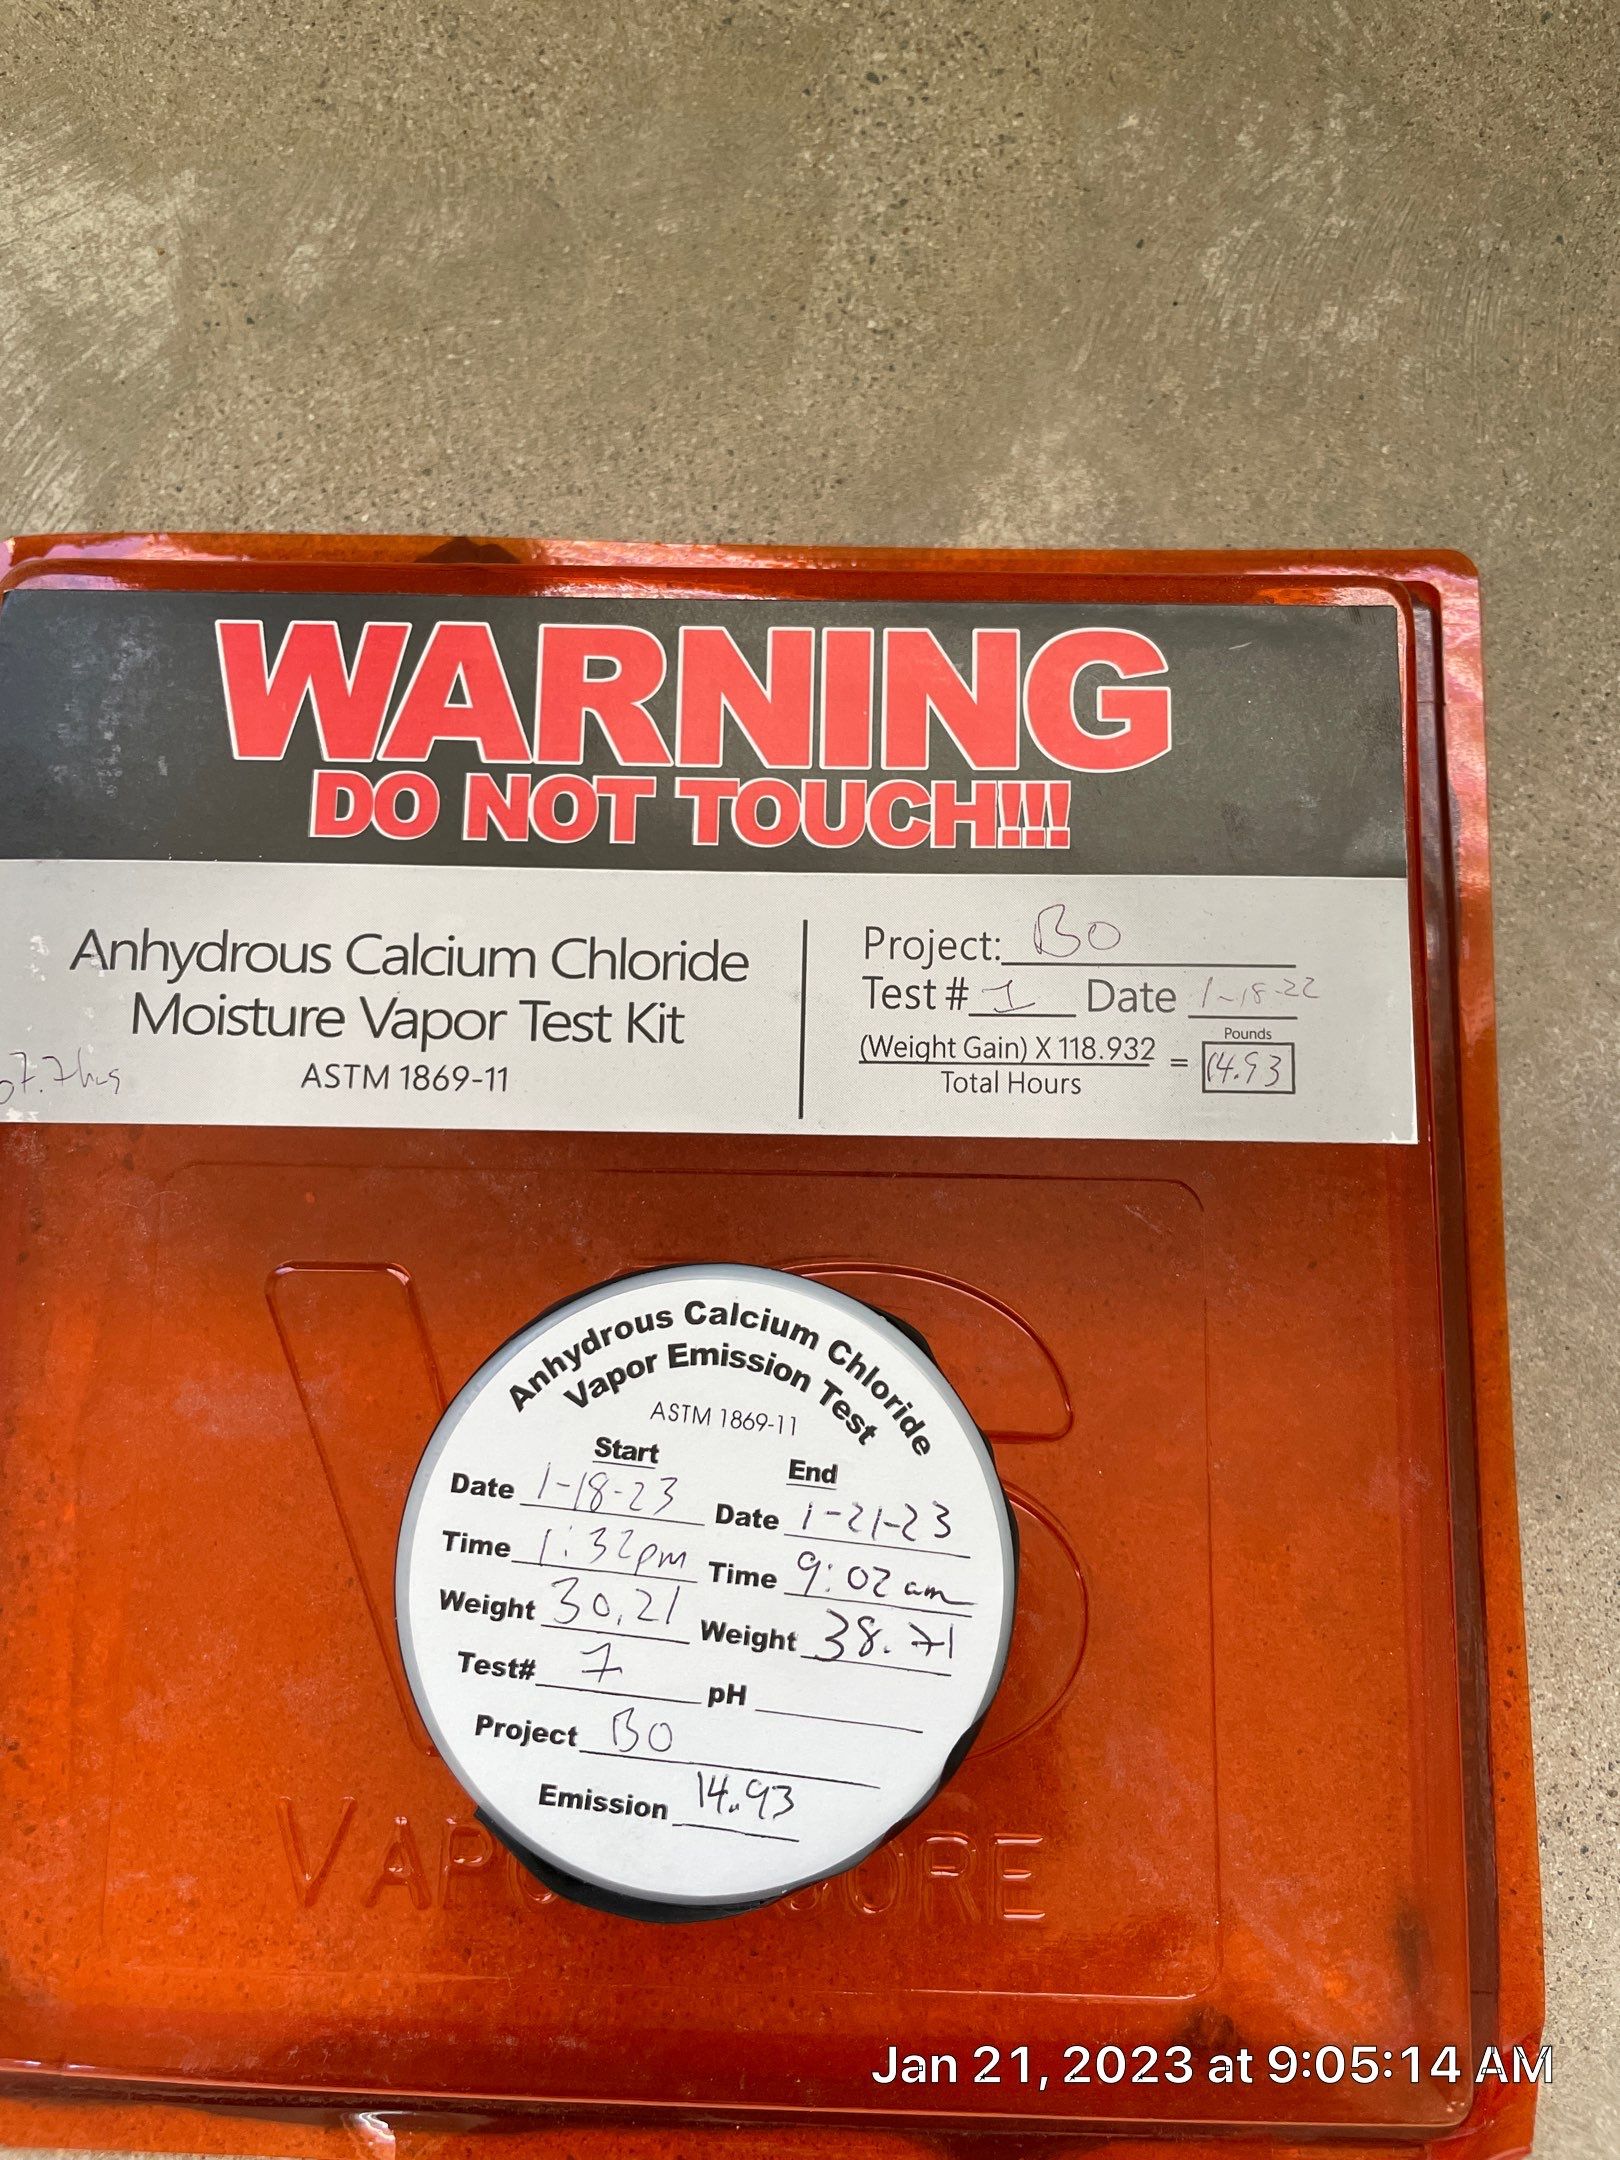 WARNING
DO NOT TOUCH!!!
Anhydrous Calcium Chloride
Moisture Vapor Test Kit
ASTM 1869-11
Project: BO
Test # 1 Date 1-18-22
(Weight Gain) X 118.932 = Pounds 14.93
Total Hours
Anhydrous Calcium Chloride
Vapor Emission Test
ASTM 1869-11
Start End
Date 1-18-23 Date 1-21-23
Time 1:32pm Time 9:02 am
Weight 30.21 Weight 38.71
Test# 1 pH
Project BO
Emission 14.93
Jan 21, 2023 at 9:05:14 AM